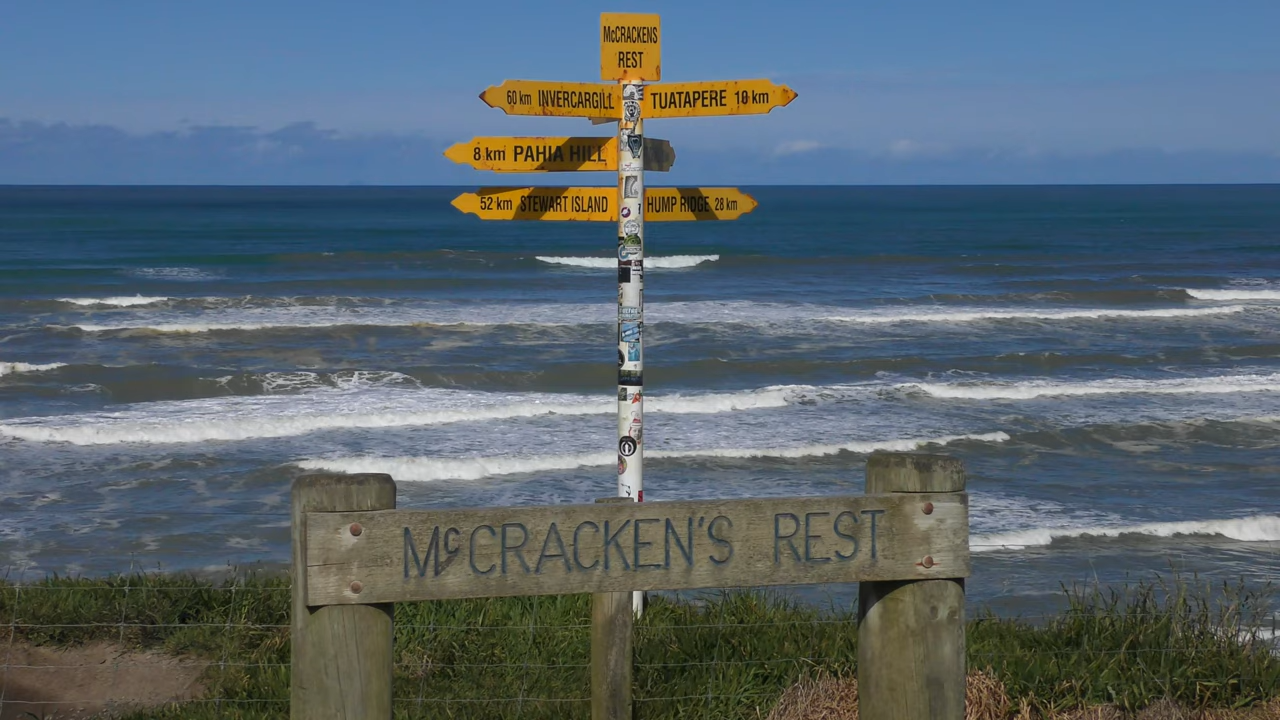 McCRACKENS
REST
60 km INVERCARGILL
TUATAPERE 10 km
8 km PAHIA HILL
52 km STEWART ISLAND
HUMP RIDGE 28 km
McCRACKEN'S REST